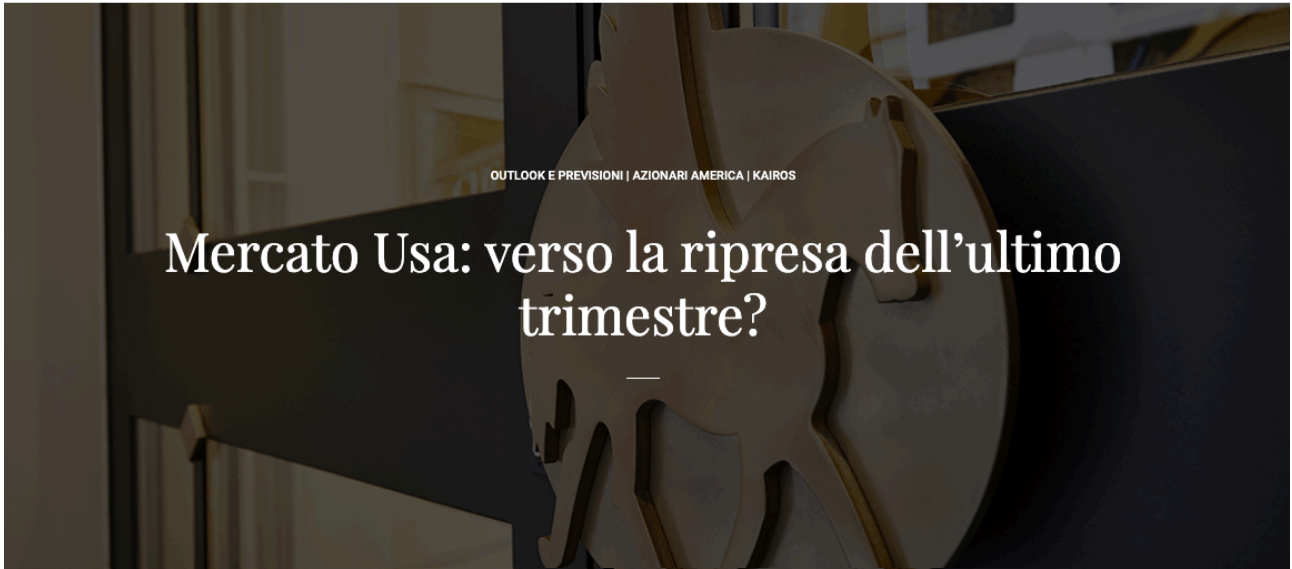 OUTLOOK E PREVISIONI | AZIONARI AMERICA | KAIROS
Mercato Usa: verso la ripresa dell’ultimo
trimestre?